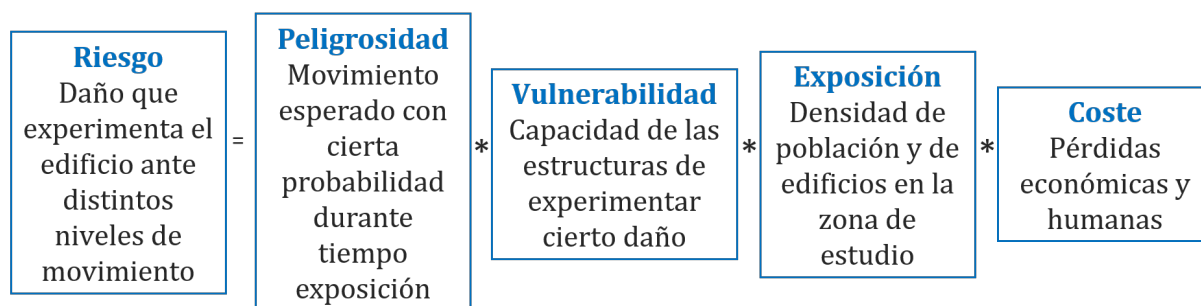 Riesgo
Daño que
experimenta el
edificio ante
distintos
niveles de
movimiento
=
Peligrosidad
Movimiento
esperado con
cierta
probabilidad
durante
tiempo
exposición
*
Vulnerabilidad
Capacidad de las
estructuras de
experimentar
cierto daño
*
Exposición
Densidad de
población y de
edificios en la
zona de
estudio
*
Coste
Pérdidas
económicas y
humanas